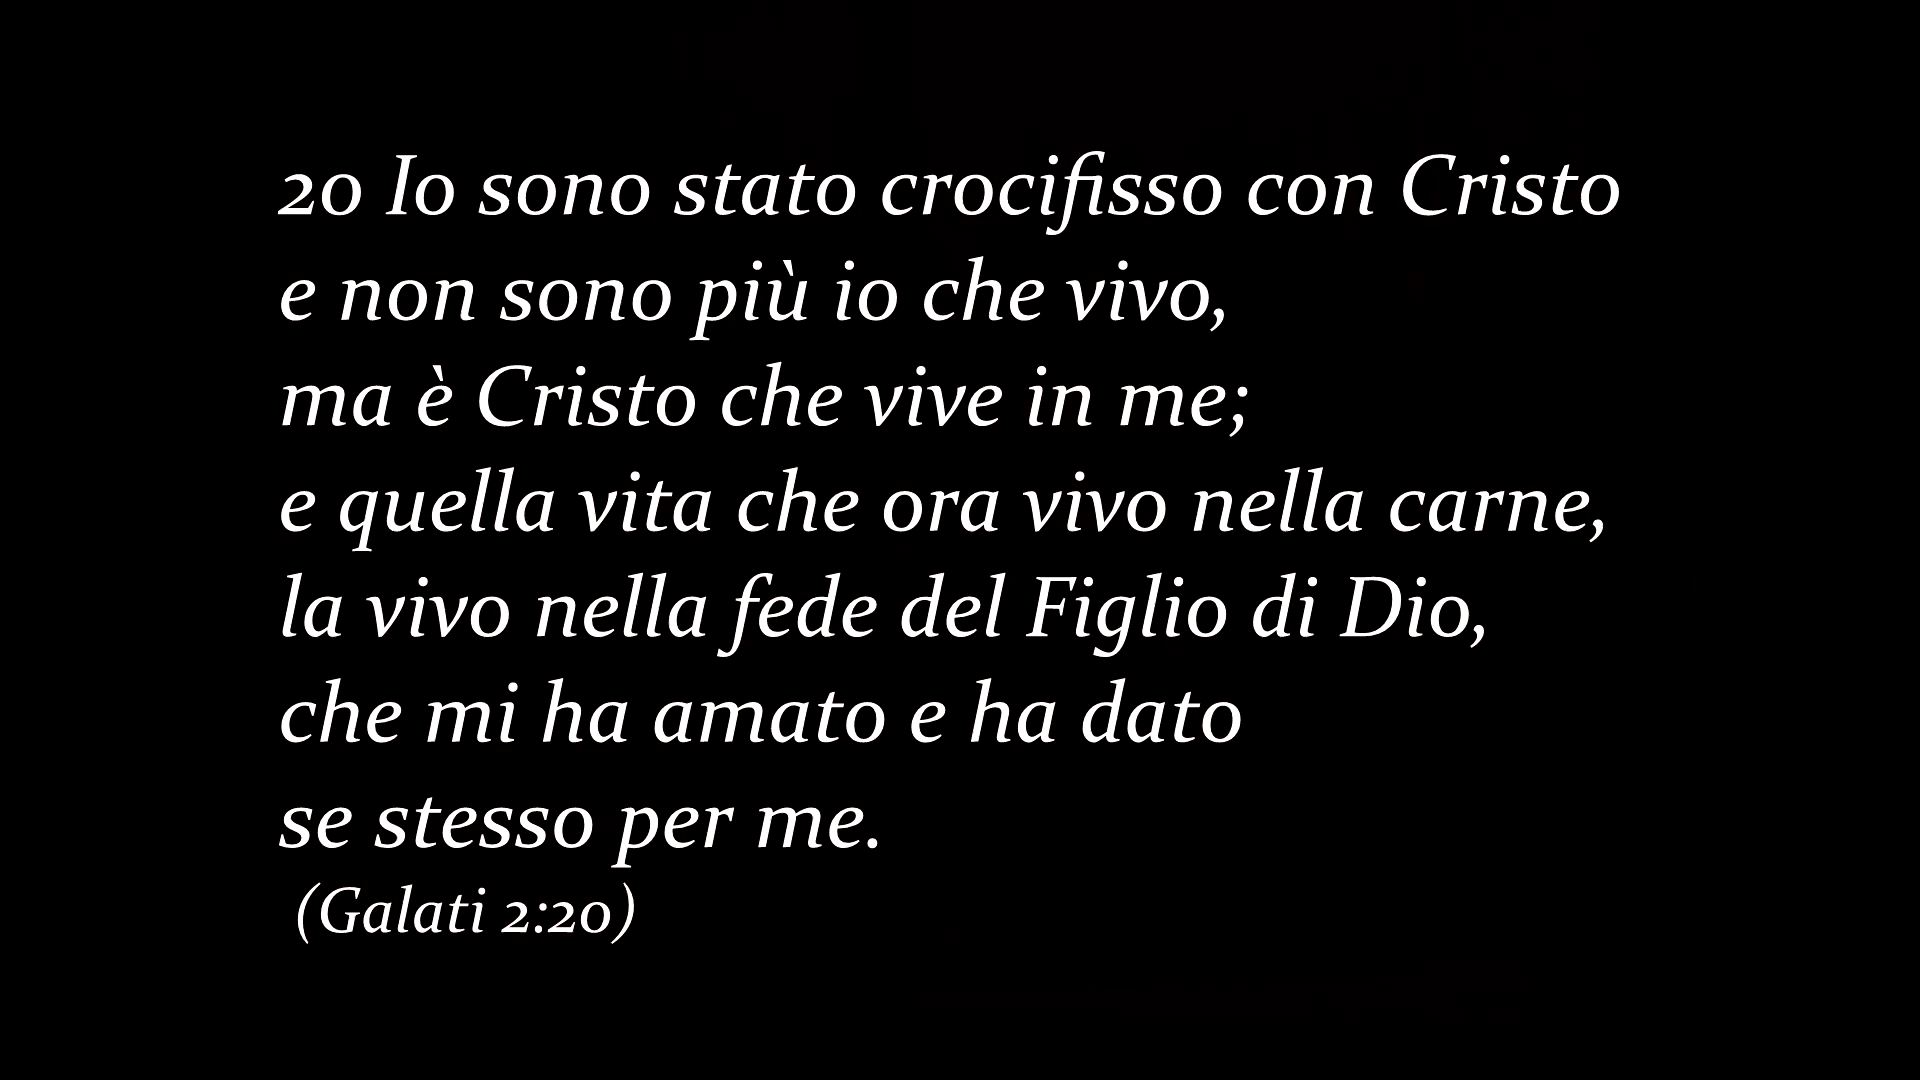 20 Io sono stato crocifisso con Cristo
e non sono più io che vivo,
ma è Cristo che vive in me;
e quella vita che ora vivo nella carne,
la vivo nella fede del Figlio di Dio,
che mi ha amato e ha dato
se stesso per me.
(Galati 2:20)